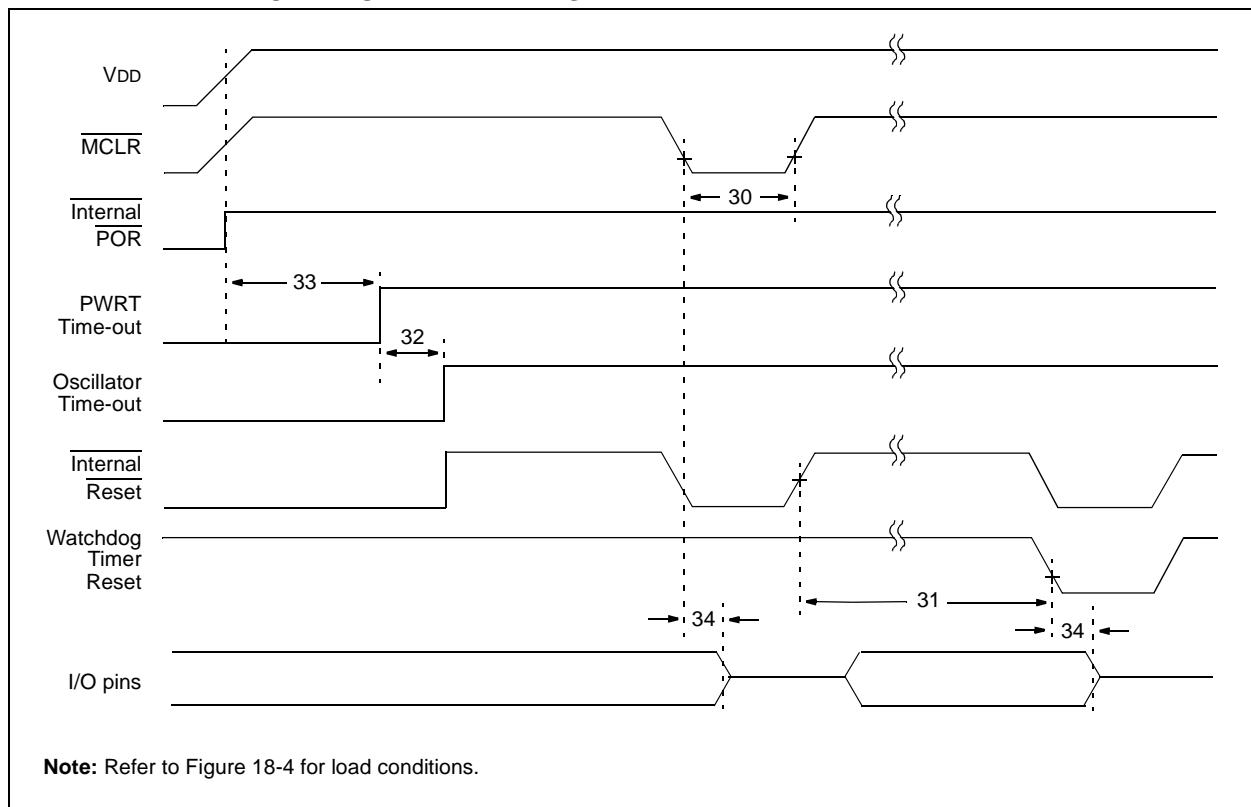 VDD
MCLR
30
Internal
POR
33
PWRT
Time-out
32
Oscillator
Time-out
Internal
Reset
Watchdog
Timer
Reset
31
34
34
I/O pins
Note: Refer to Figure 18-4 for load conditions.